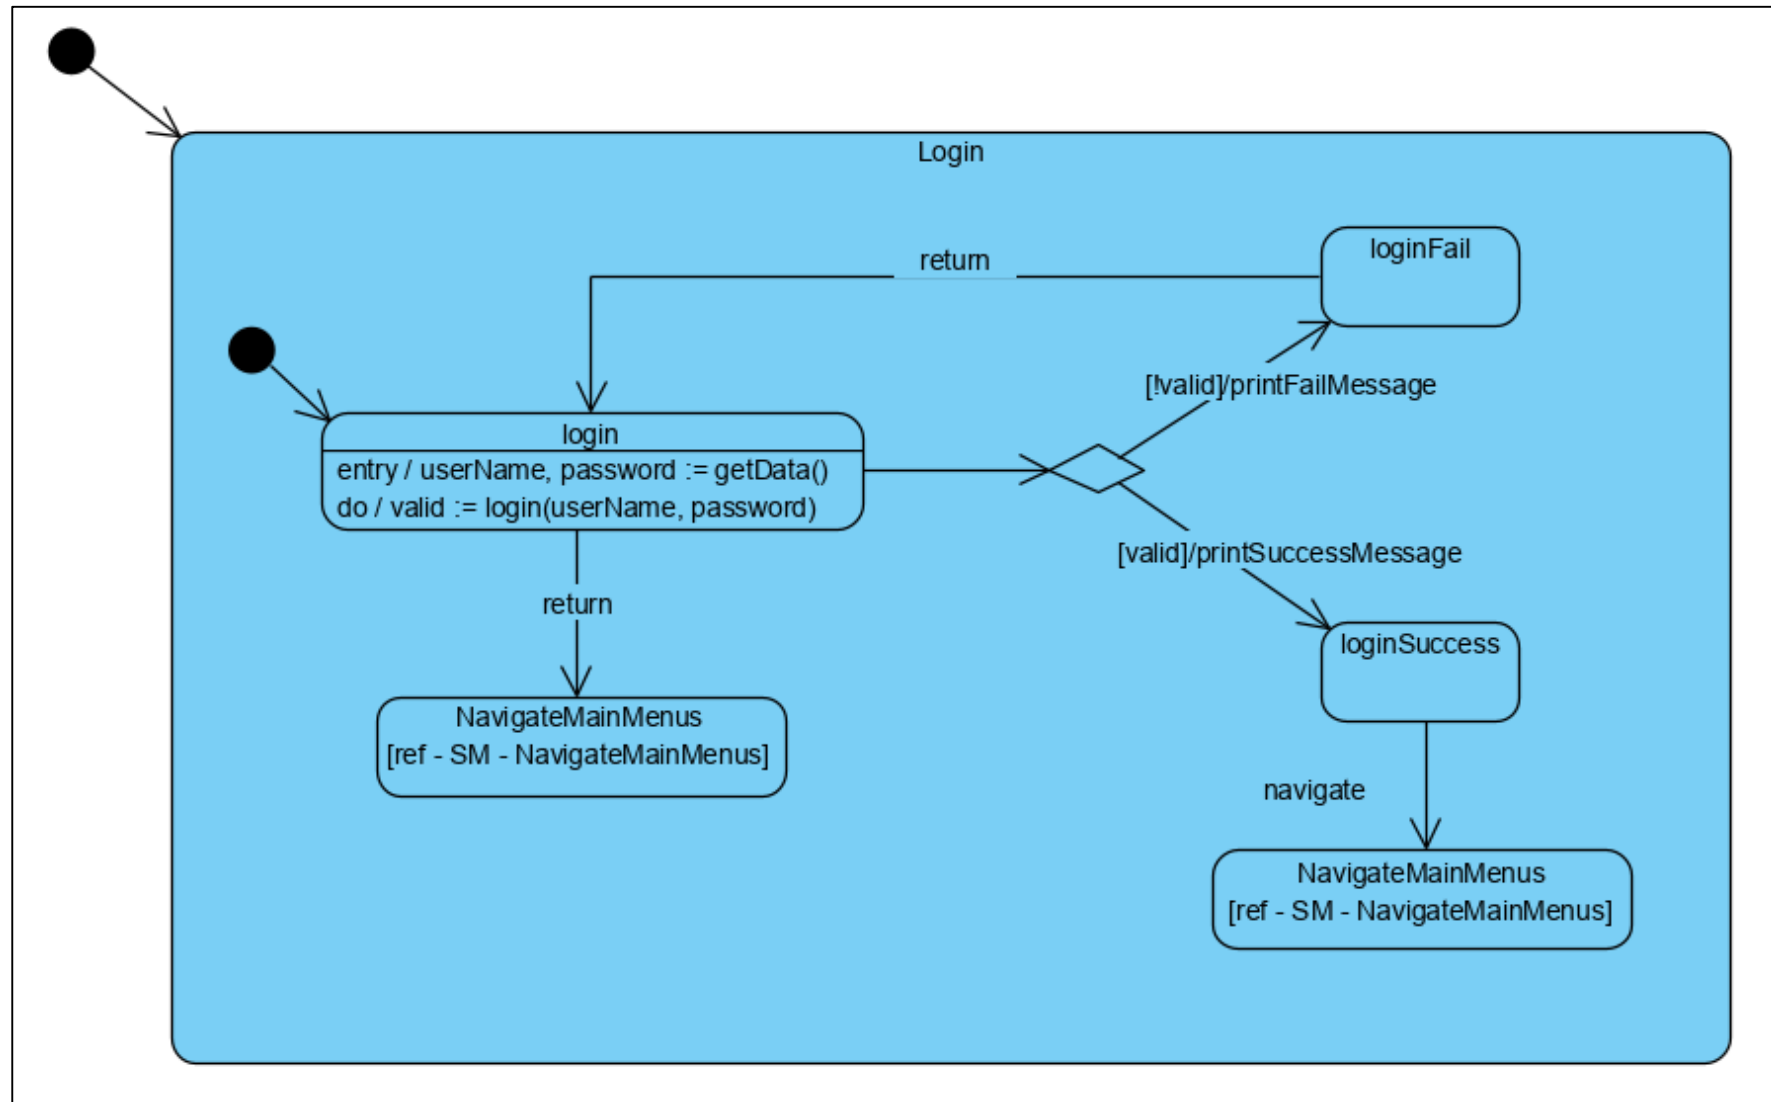 Login
loginFail
return
[!valid]/printFailMessage
login
entry / userName, password := getData()
do / valid := login(userName, password)
[valid]/printSuccessMessage
return
loginSuccess
NavigateMainMenus
[ref - SM - NavigateMainMenus]
navigate
NavigateMainMenus
[ref - SM - NavigateMainMenus]